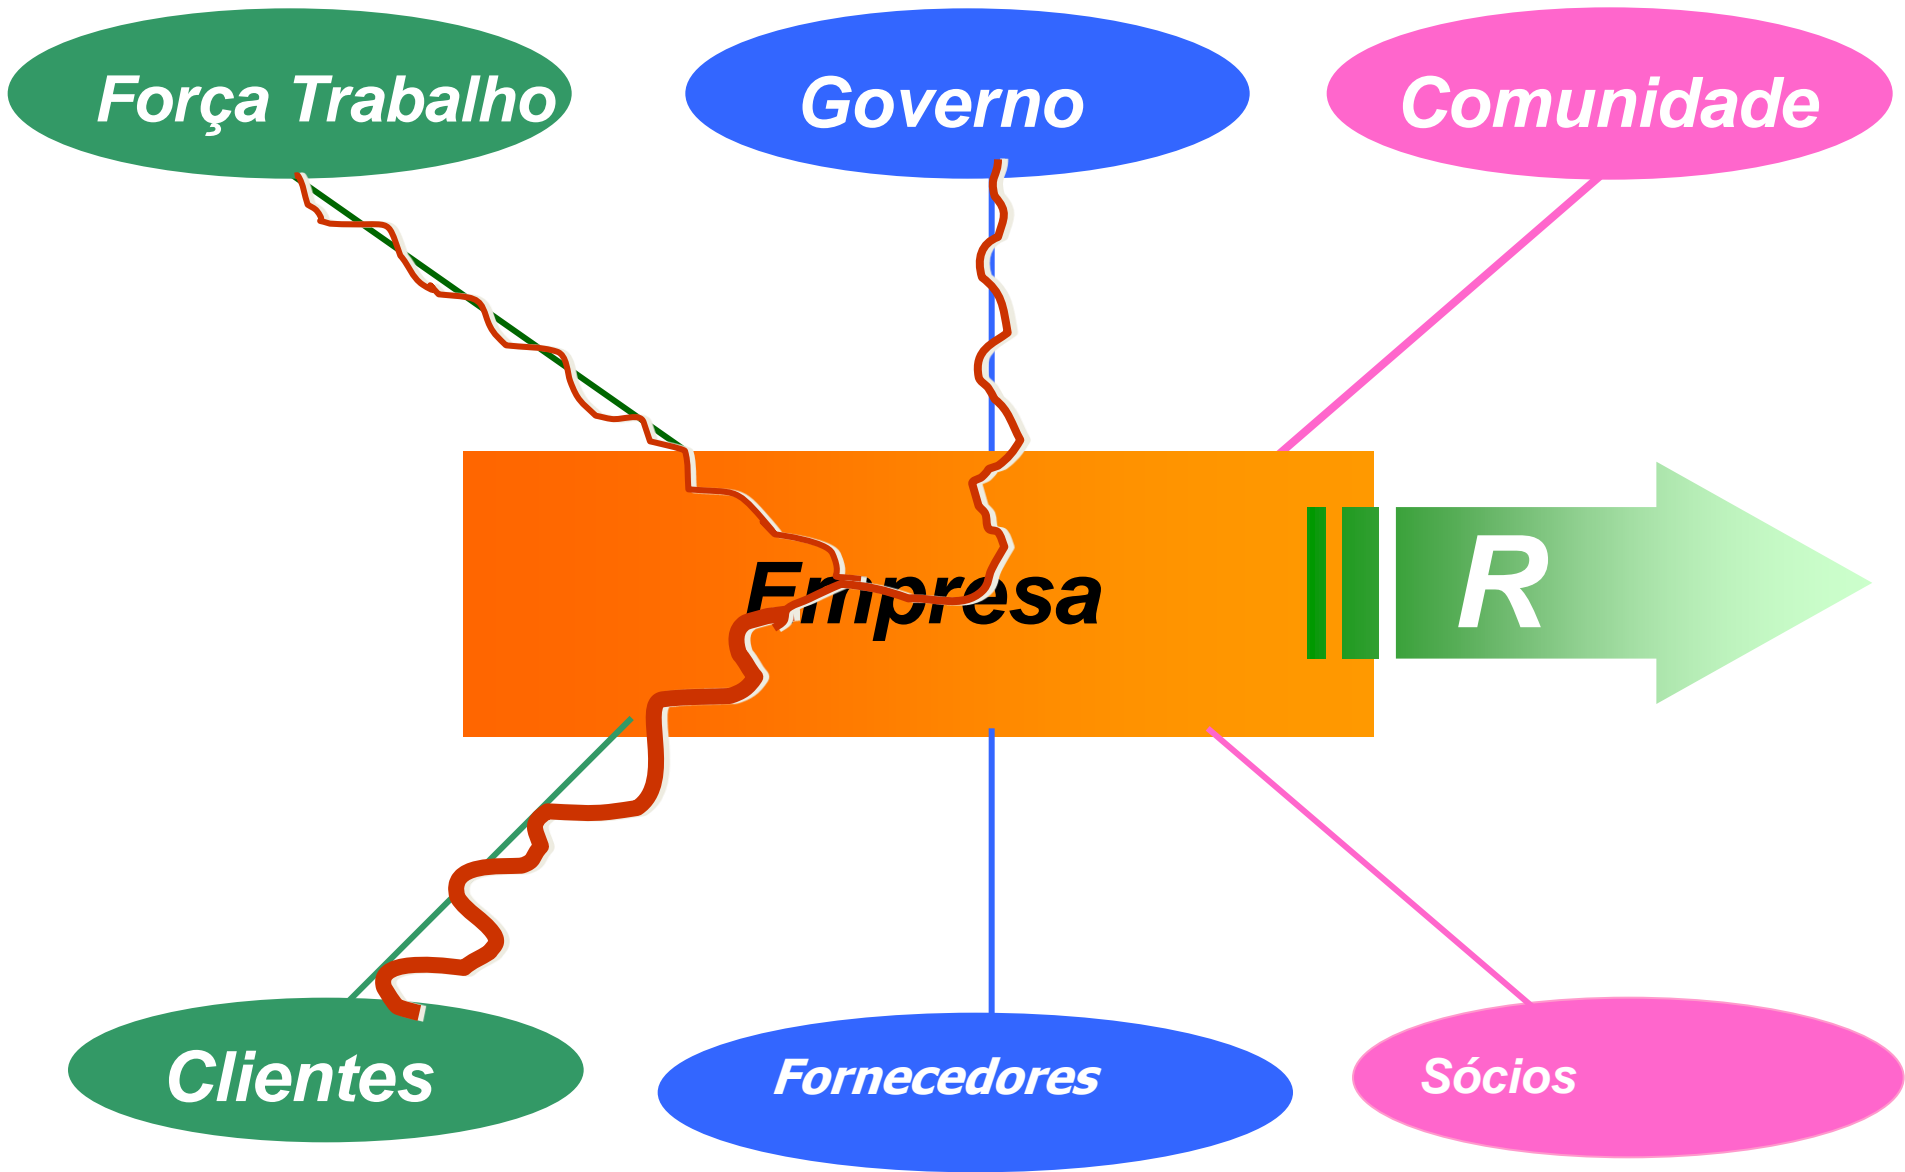 Força Trabalho
Governo
Comunidade
Empresa
R
Clientes
Fornecedores
Sócios